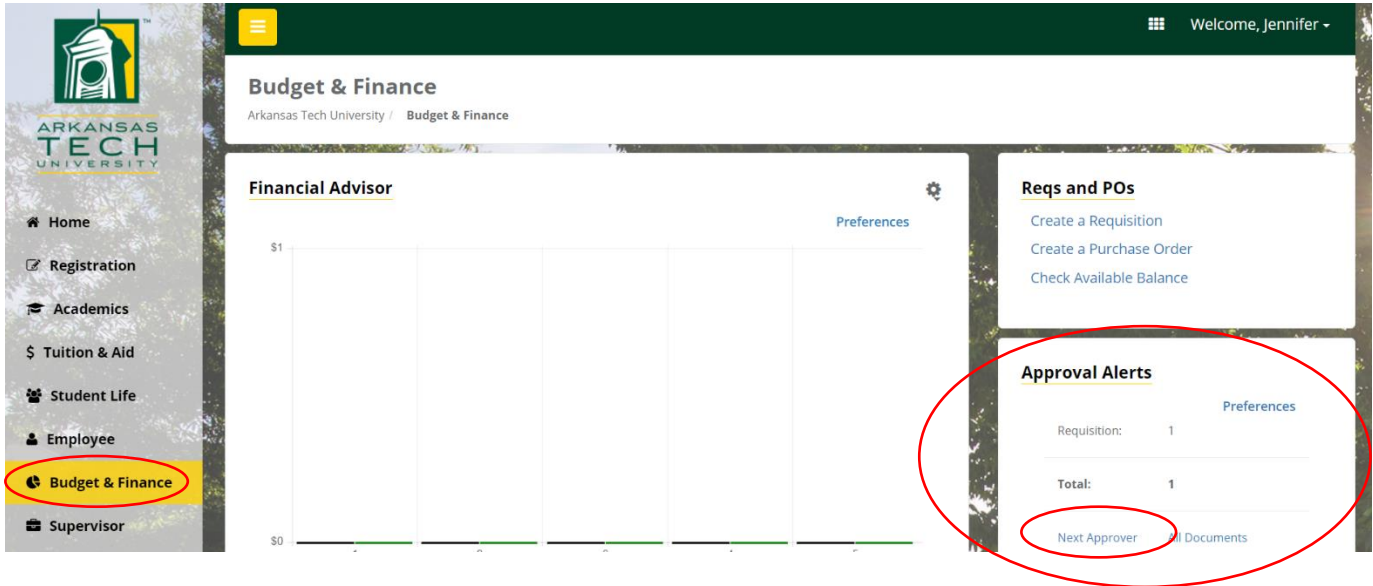 ARKANSAS
TECH
UNIVERSITY
Home
Registration
Academics
$ Tuition & Aid
Student Life
Employee
Budget & Finance
Supervisor
Welcome, Jennifer
Budget & Finance
Arkansas Tech University / Budget & Finance
Financial Advisor
Preferences
$1
$0
Reqs and POs
Create a Requisition
Create a Purchase Order
Check Available Balance
Approval Alerts
Preferences
Requisition: 1
Total: 1
Next Approver All Documents